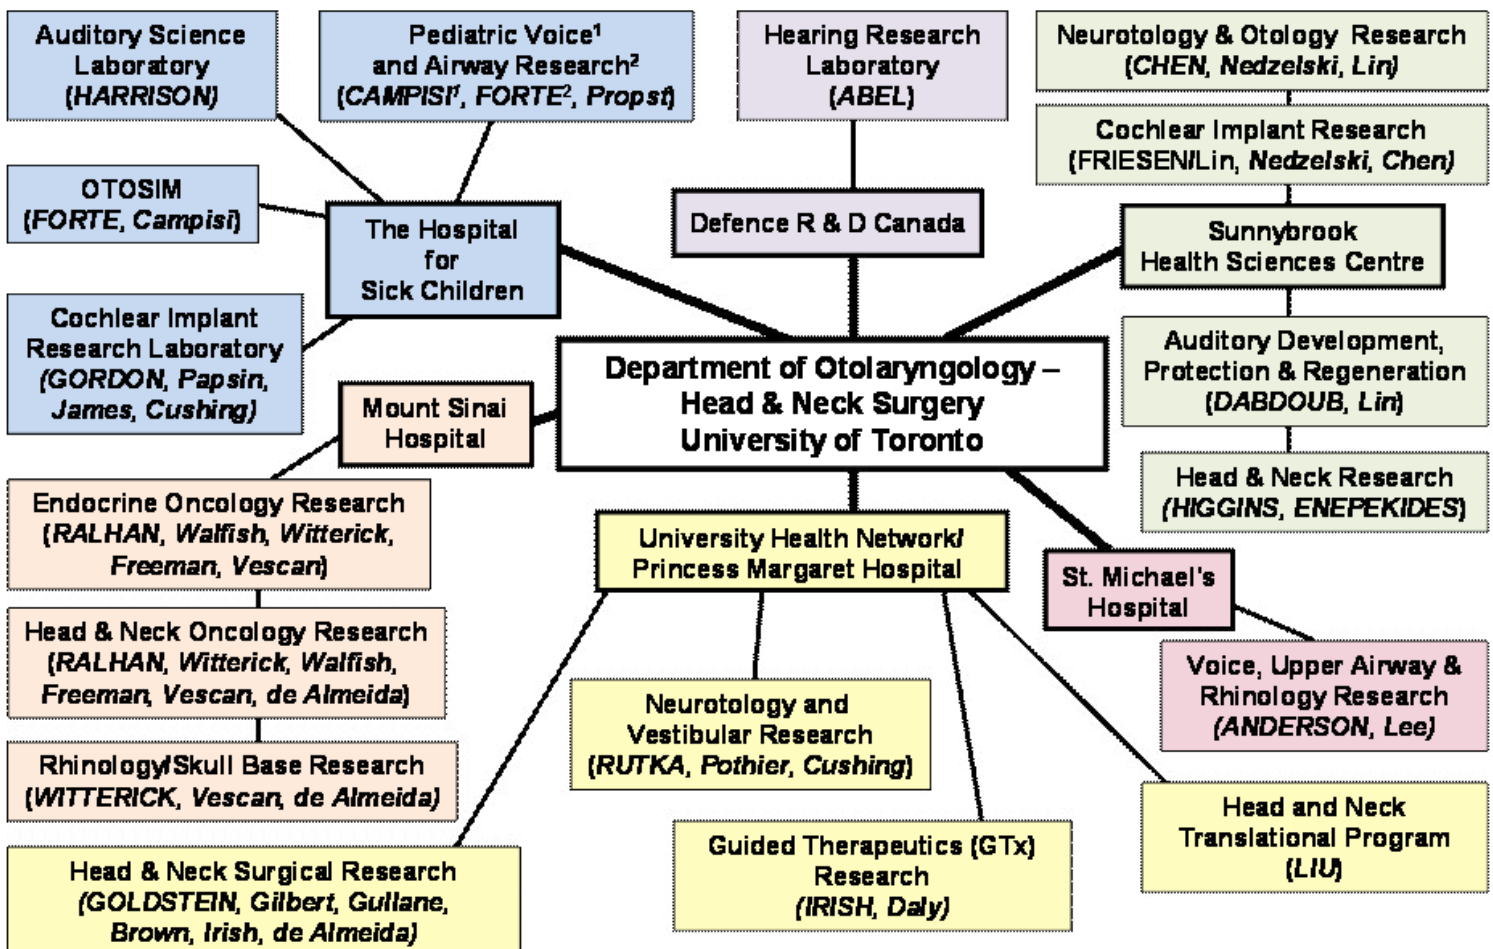 Auditory Science
Laboratory
(HARRISON)
Pediatric Voice¹
and Airway Research²
(CAMPISI¹, FORTE², Propst)
Hearing Research
Laboratory
(ABEL)
Neurotology & Otology Research
(CHEN, Nedzelski, Lin)
Cochlear Implant Research
(FRIESEN/Lin, Nedzelski, Chen)
OTOSIM
(FORTE, Campisi)
The Hospital
for
Sick Children
Defence R & D Canada
Sunnybrook
Health Sciences Centre
Cochlear Implant
Research Laboratory
(GORDON, Papsin,
James, Cushing)
Auditory Development,
Protection & Regeneration
(DABDOUB, Lin)
Department of Otolaryngology –
Head & Neck Surgery
University of Toronto
Mount Sinai
Hospital
Head & Neck Research
(HIGGINS, ENEPEKIDES)
Endocrine Oncology Research
(RALHAN, Walfish, Witterick,
Freeman, Vescan)
University Health Network/
Princess Margaret Hospital
St. Michael's
Hospital
Head & Neck Oncology Research
(RALHAN, Witterick, Walfish,
Freeman, Vescan, de Almeida)
Voice, Upper Airway &
Rhinology Research
(ANDERSON, Lee)
Neurotology and
Vestibular Research
(RUTKA, Pothier, Cushing)
Rhinology/Skull Base Research
(WITTERICK, Vescan, de Almeida)
Head and Neck
Translational Program
(LIU)
Guided Therapeutics (GTx)
Research
(IRISH, Daly)
Head & Neck Surgical Research
(GOLDSTEIN, Gilbert, Gullane,
Brown, Irish, de Almeida)